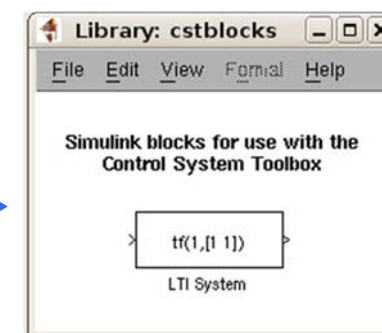 Library: cstblocks
File Edit View Format Help
Simulink blocks for use with the
Control System Toolbox
tf(1,[1 1])
LTI System